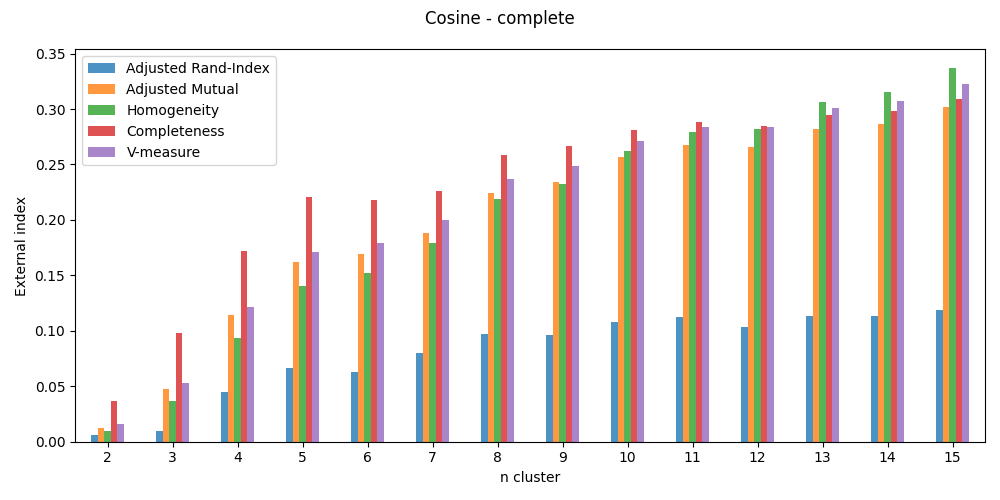 Cosine - complete
0.35
0.30
0.25
0.20
0.15
0.10
0.05
0.00
External index
Adjusted Rand-Index
Adjusted Mutual
Homogeneity
Completeness
V-measure
2 3 4 5 6 7 8 9 10 11 12 13 14 15
n cluster